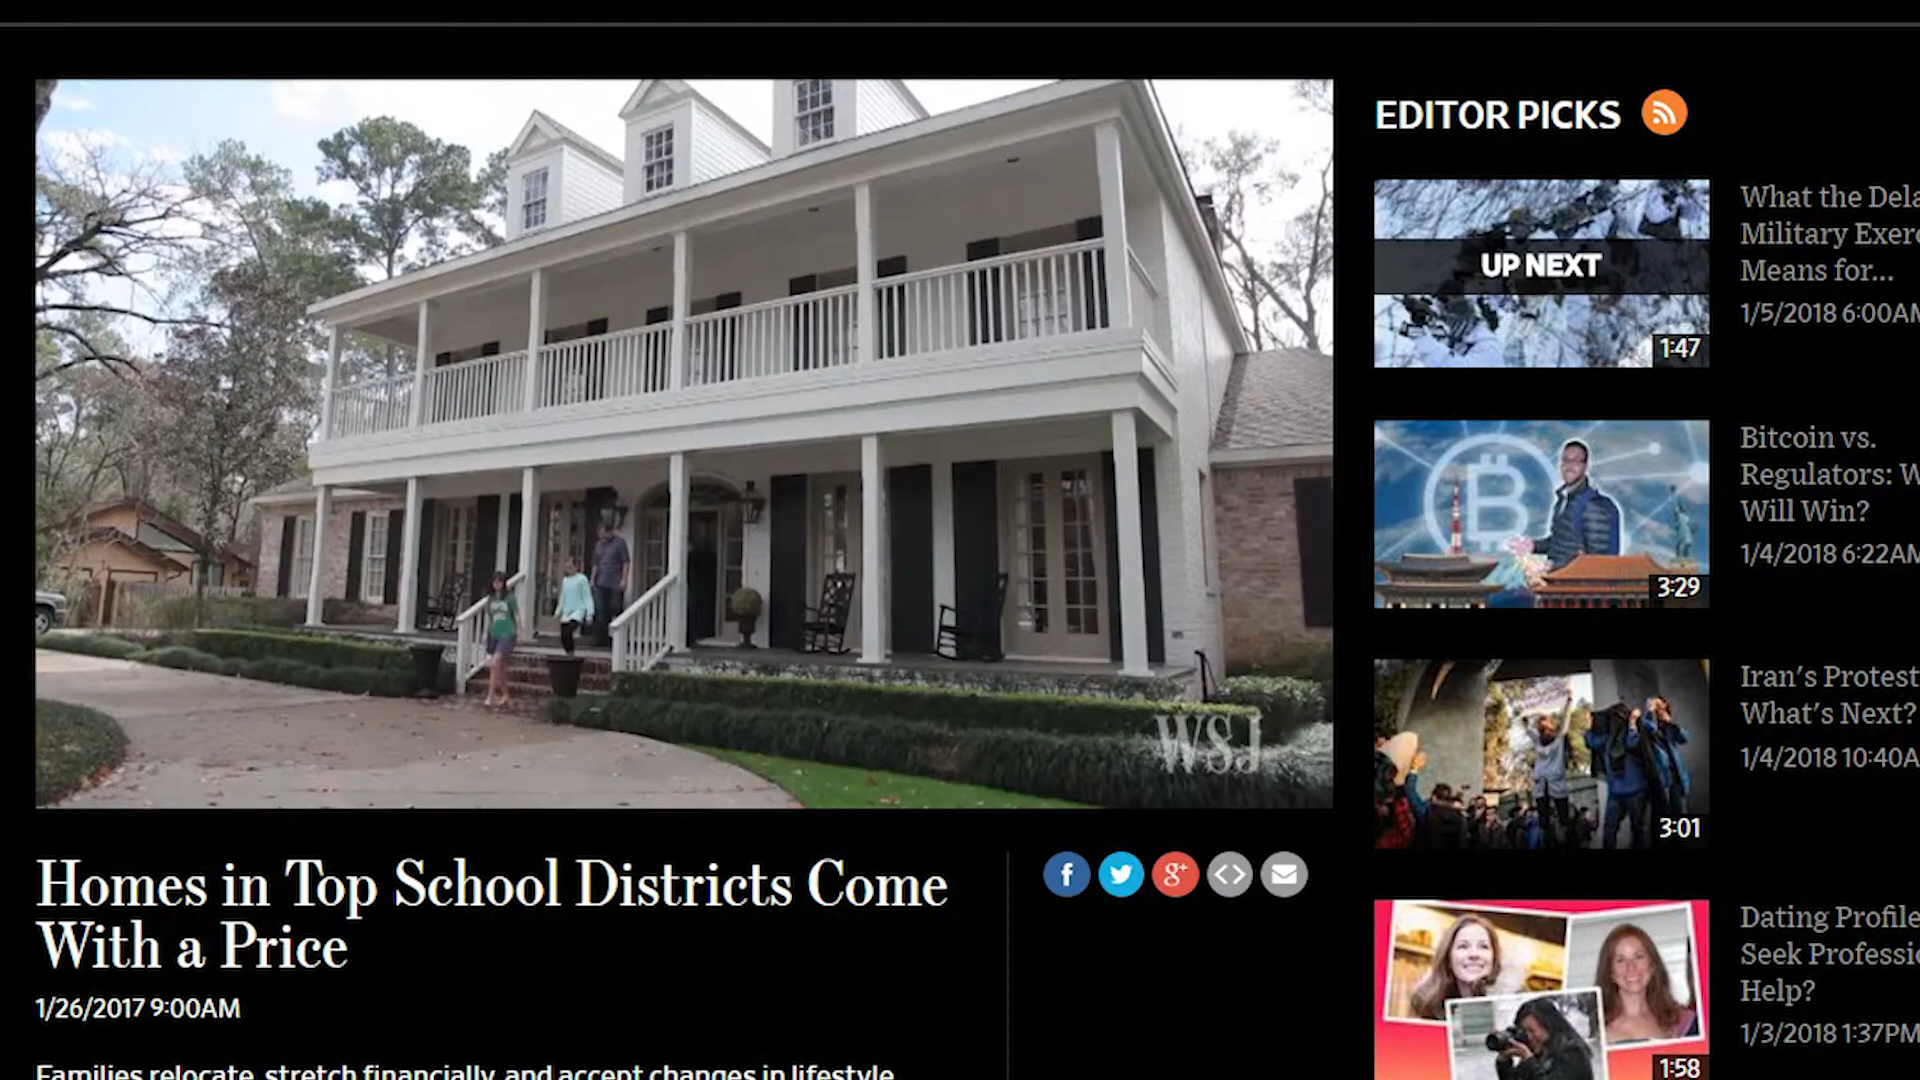 WSJ
Homes in Top School Districts Come
With a Price
1/26/2017 9:00AM
Families relocate, stretch financially, and accept changes in lifestyle
f
g+
<>
EDITOR PICKS
UP NEXT
1:47
What the Dela
Military Exer
Means for...
1/5/2018 6:00AM
3:29
Bitcoin vs.
Regulators: W
Will Win?
1/4/2018 6:22AM
3:01
Iran's Protest
What's Next?
1/4/2018 10:40A
1:58
Dating Profile
Seek Professio
Help?
1/3/2018 1:37PM